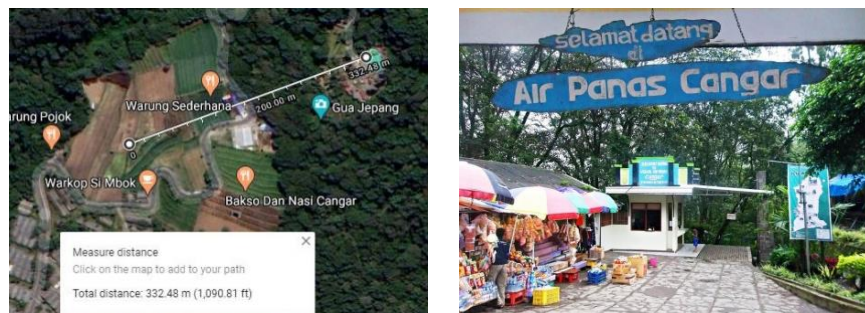 332.48 m
200.00 m
Warung Sederhana
Gua Jepang
arung Pojok
0
Warkop Si Mbok
Bakso Dan Nasi Cangar
Measure distance
Click on the map to add to your path
Total distance: 332.48 m (1,090.81 ft)
selamat datang
di
Air Panas Cangar